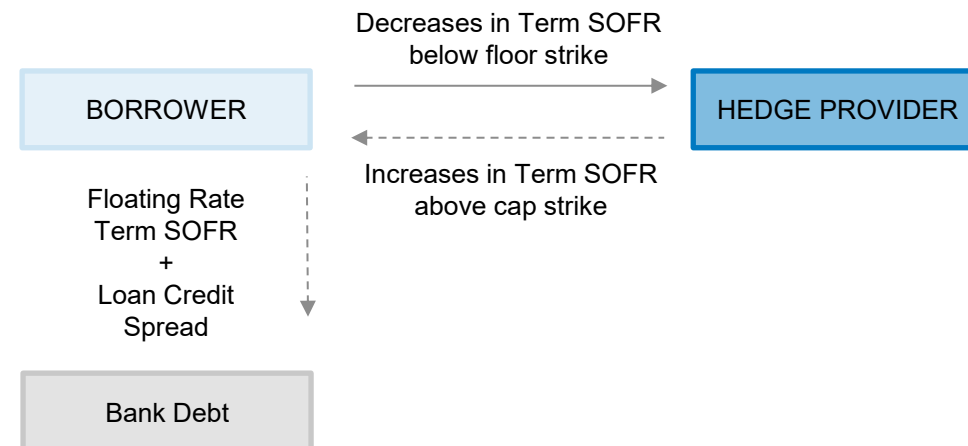 Decreases in Term SOFR
below floor strike
BORROWER
HEDGE PROVIDER
Increases in Term SOFR
above cap strike
Floating Rate
Term SOFR
+
Loan Credit
Spread
Bank Debt